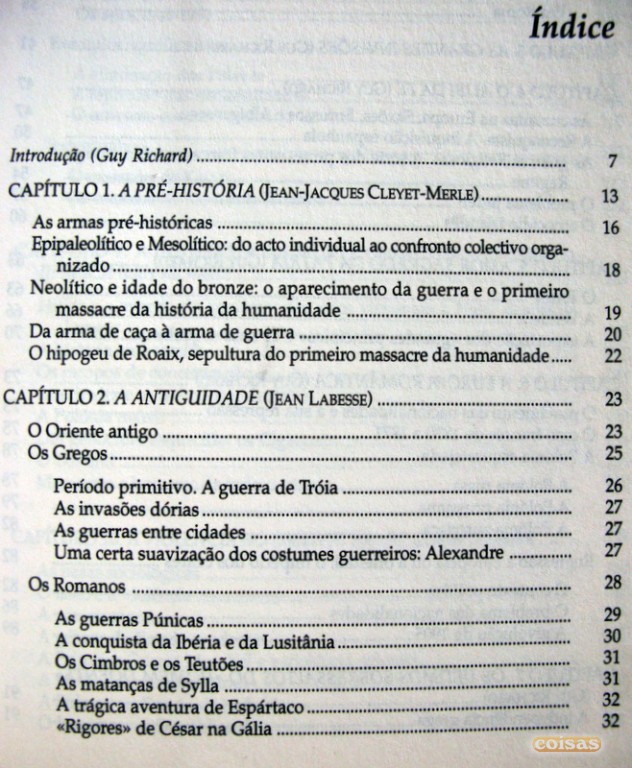 Índice
Introdução (Guy Richard) 7
CAPÍTULO 1. A PRÉ-HISTÓRIA (JEAN-JACQUES CLEYET-MERLE) 13
As armas pré-históricas 16
Epipaleolítico e Mesolítico: do acto individual ao confronto colectivo orga-
nizado 18
Neolítico e idade do bronze: o aparecimento da guerra e o primeiro
massacre da história da humanidade 19
Da arma de caça à arma de guerra 20
O hipogeu de Roaix, sepultura do primeiro massacre da humanidade 22
CAPÍTULO 2. A ANTIGUIDADE (JEAN LABESSE) 23
O Oriente antigo 23
Os Gregos 25
Período primitivo. A guerra de Tróia 26
As invasões dórias 27
As guerras entre cidades 27
Uma certa suavização dos costumes guerreiros: Alexandre 27
Os Romanos 28
As guerras Púnicas 29
A conquista da Ibéria e da Lusitânia 30
Os Cimbros e os Teutões 31
As matanças de Sylla 31
A trágica aventura de Espártaco 32
«Rigores» de César na Gália 32
coisas